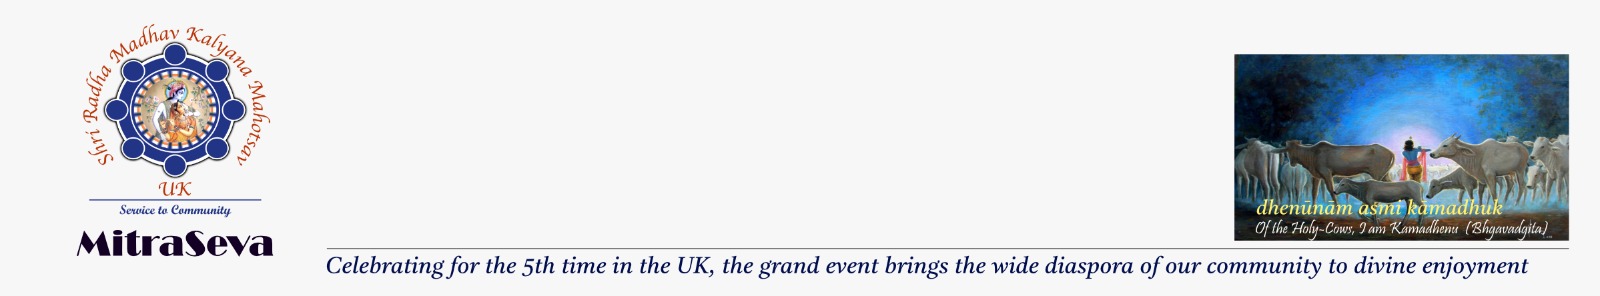 Shri Radha Madhav Kalyana Mahotsav
UK
Service to Community
MitraSeva
dhenūnām asmi kāmadhuk
Of the Holy-Cows, I am Kamadhenu (Bhgavadgita)
Celebrating for the 5th time in the UK, the grand event brings the wide diaspora of our community to divine enjoyment